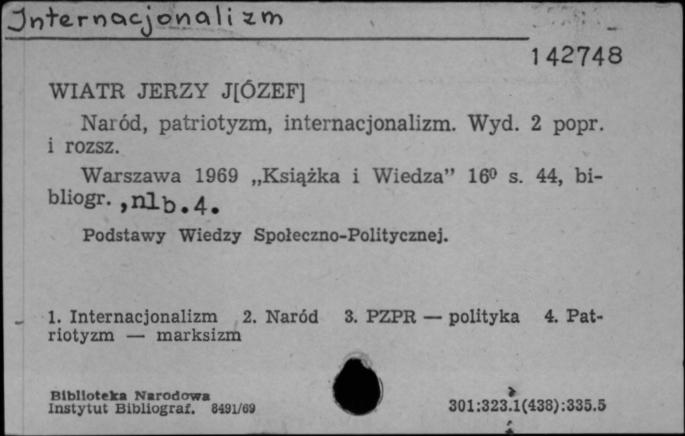 Internacjonalizm
142748
WIATR JERZY J[ÓZEF]
Naród, patriotyzm, internacjonalizm. Wyd. 2 popr.
i rozsz.
Warszawa 1969 „Książka i Wiedza” 16⁰ s. 44, bi-
bliogr. , nlb. 4.
Podstawy Wiedzy Społeczno-Politycznej.
1. Internacjonalizm 2. Naród 3. PZPR — polityka 4. Pat-
riotyzm — marksizm
Biblioteka Narodowa
Instytut Bibliograf. 8491/69
301:323.1(438):335.5